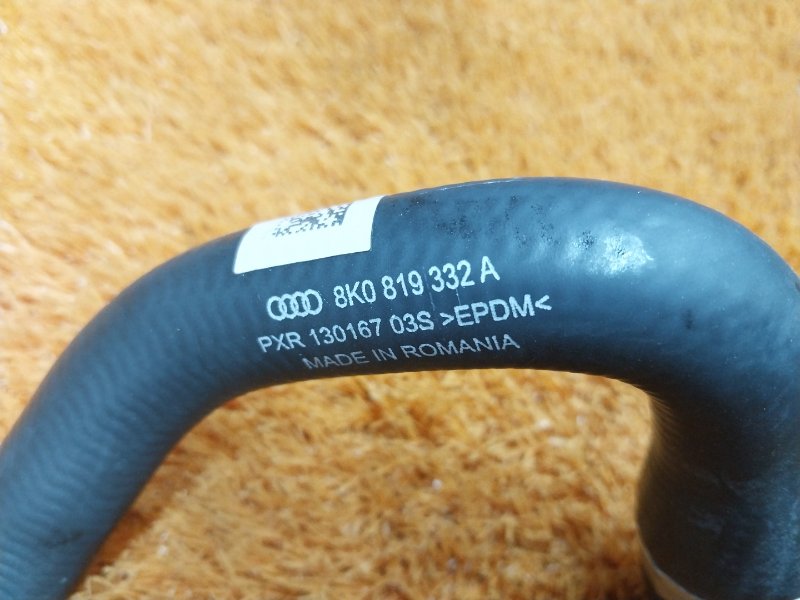 8K0 819 332 A
PXR 130167 03S >EPDM<
MADE IN ROMANIA